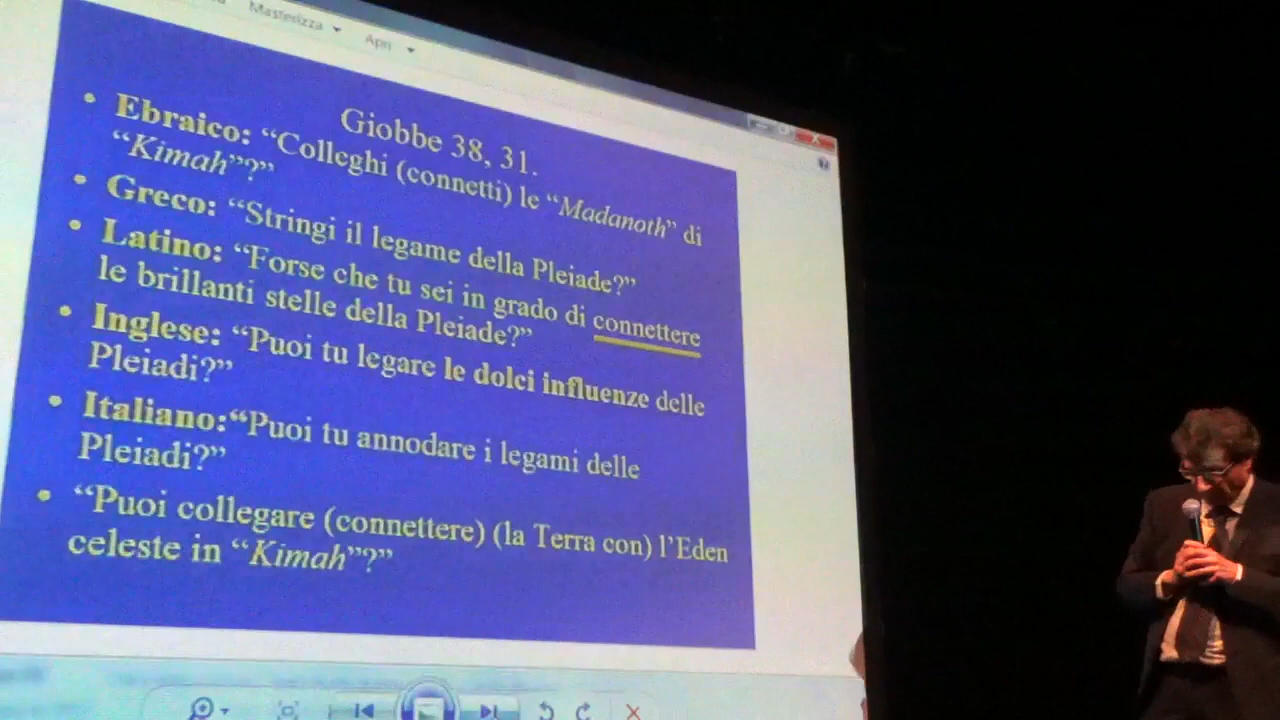 Masterizza
Apri
Giobbe 38, 31.
• Ebraico: “Colleghi (connetti) le “Madanoth” di
“Kimah”?”
• Greco: “Stringi il legame della Pleiade?”
• Latino: “Forse che tu sei in grado di connettere
le brillanti stelle della Pleiade?”
• Inglese: “Puoi tu legare le dolci influenze delle
Pleiadi?”
• Italiano:“Puoi tu annodare i legami delle
Pleiadi?”
• “Puoi collegare (connettere) (la Terra con) l’Eden
celeste in “Kimah”?”